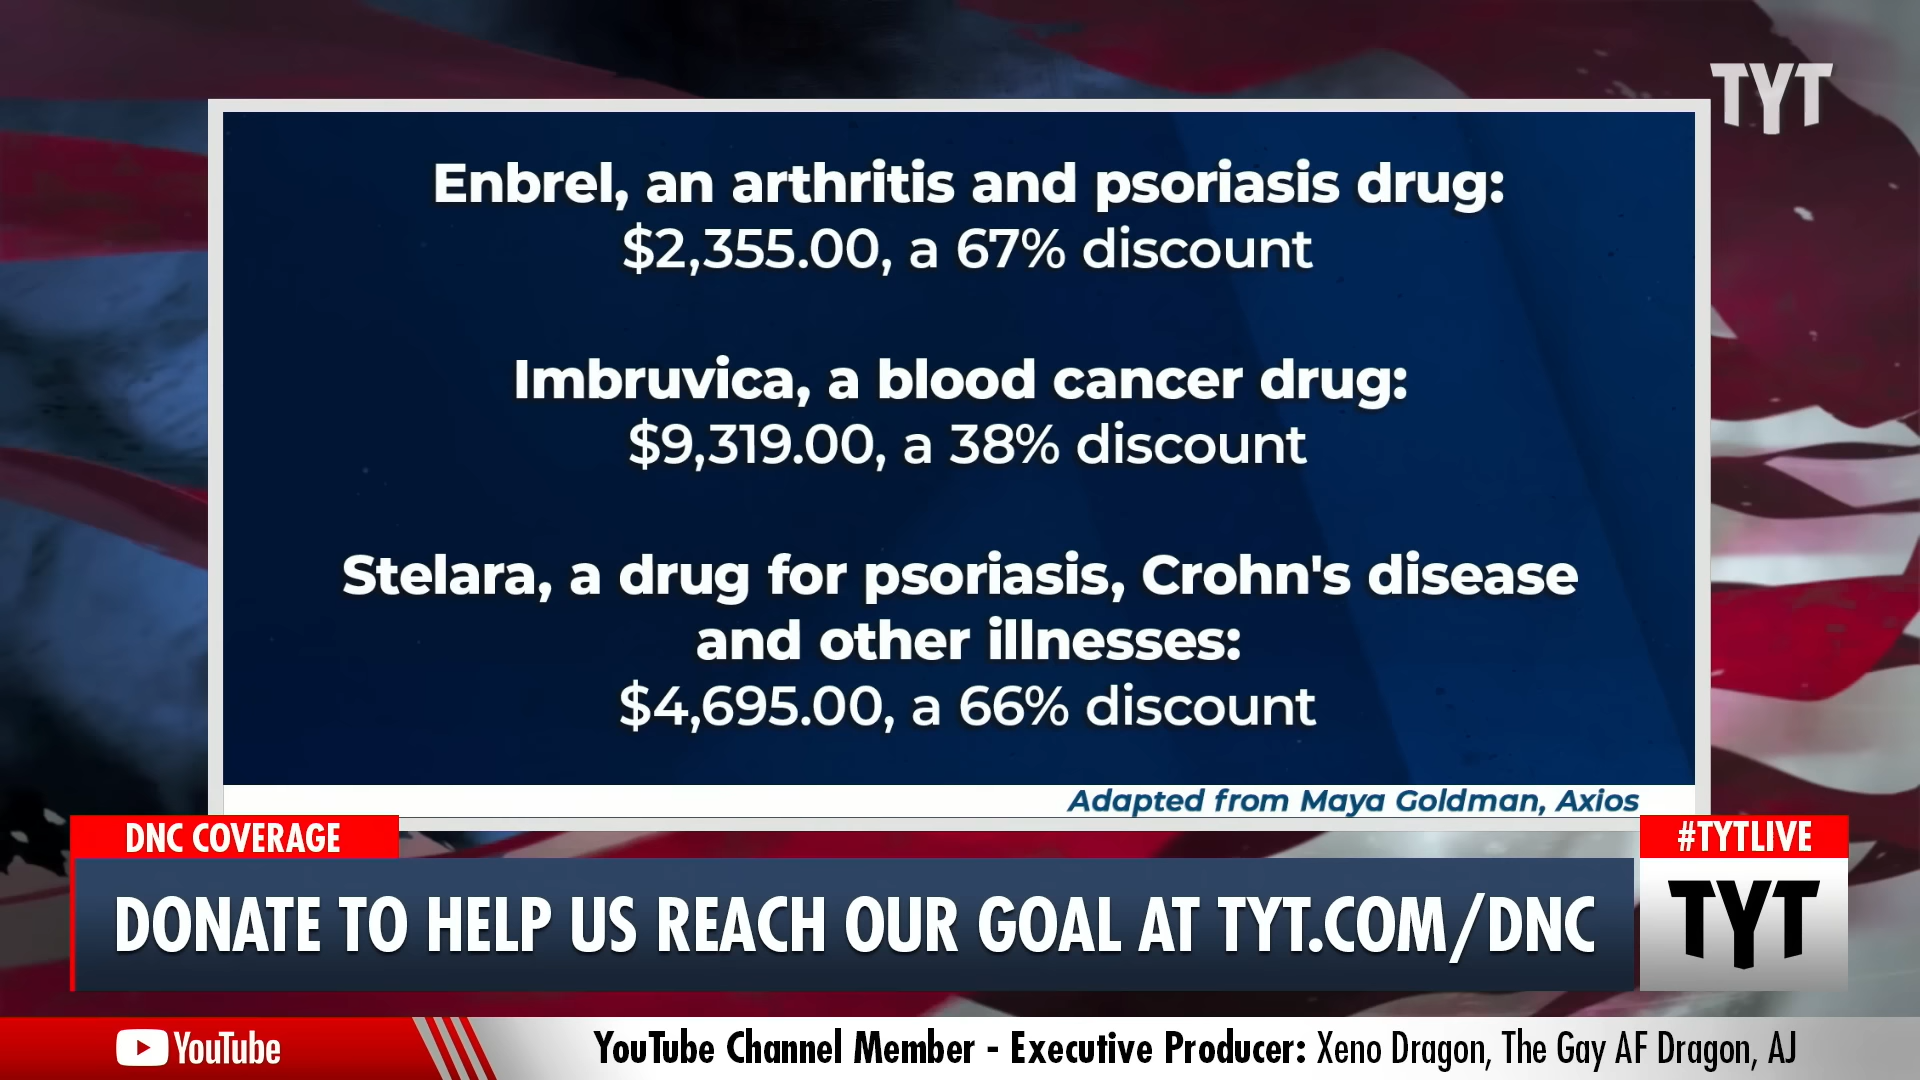 TYT
Enbrel, an arthritis and psoriasis drug:
$2,355.00, a 67% discount
Imbruvica, a blood cancer drug:
$9,319.00, a 38% discount
Stelara, a drug for psoriasis, Crohn's disease
and other illnesses:
$4,695.00, a 66% discount
Adapted from Maya Goldman, Axios
DNC COVERAGE
#TYTLIVE
DONATE TO HELP US REACH OUR GOAL AT TYT.COM/DNC
TYT
YouTube
YouTube Channel Member - Executive Producer: Xeno Dragon, The Gay AF Dragon, AJ